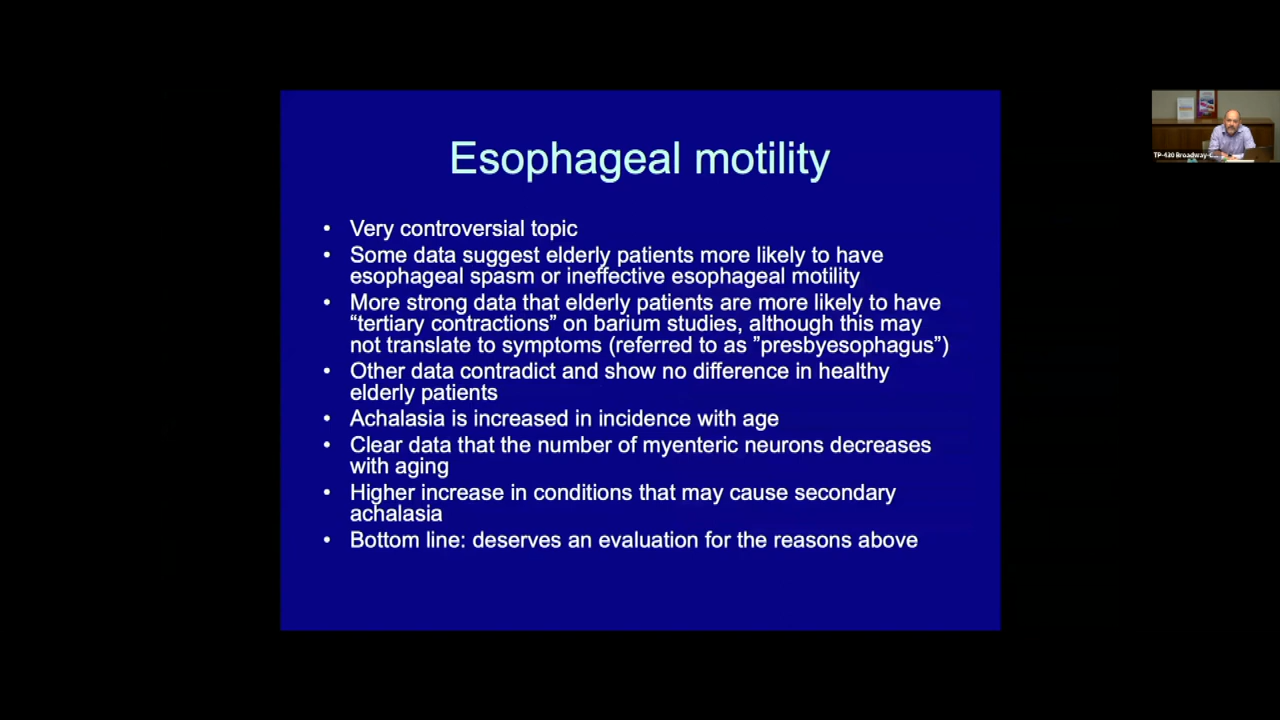 Esophageal motility
• Very controversial topic
• Some data suggest elderly patients more likely to have
esophageal spasm or ineffective esophageal motility
• More strong data that elderly patients are more likely to have
“tertiary contractions” on barium studies, although this may
not translate to symptoms (referred to as ”presbyesophagus”)
• Other data contradict and show no difference in healthy
elderly patients
• Achalasia is increased in incidence with age
• Clear data that the number of myenteric neurons decreases
with aging
• Higher increase in conditions that may cause secondary
achalasia
• Bottom line: deserves an evaluation for the reasons above
TP-430 Broadway-C...